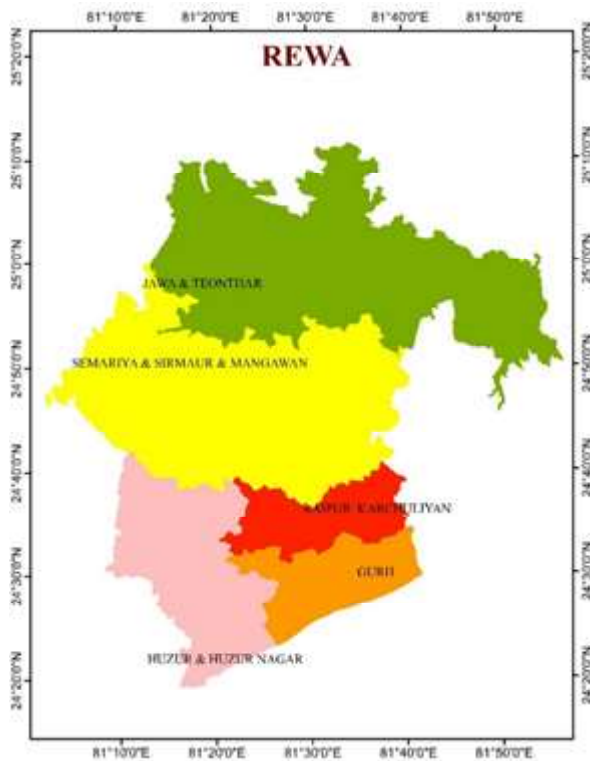 81°10'0"E 81°20'0"E 81°30'0"E 81°40'0"E 81°50'0"E
REWA
25°20'0"N 25°20'0"N
25°10'0"N 25°10'0"N
25°0'0"N 25°0'0"N
JAWA & TEONTHAR
24°50'0"N 24°50'0"N
SEMARIYA & SIRMAUR & MANGAWAN
24°40'0"N 24°40'0"N
RAIPUR KARCHULIYAN
24°30'0"N 24°30'0"N
GURH
HUZUR & HUZUR NAGAR
24°20'0"N 24°20'0"N
81°10'0"E 81°20'0"E 81°30'0"E 81°40'0"E 81°50'0"E